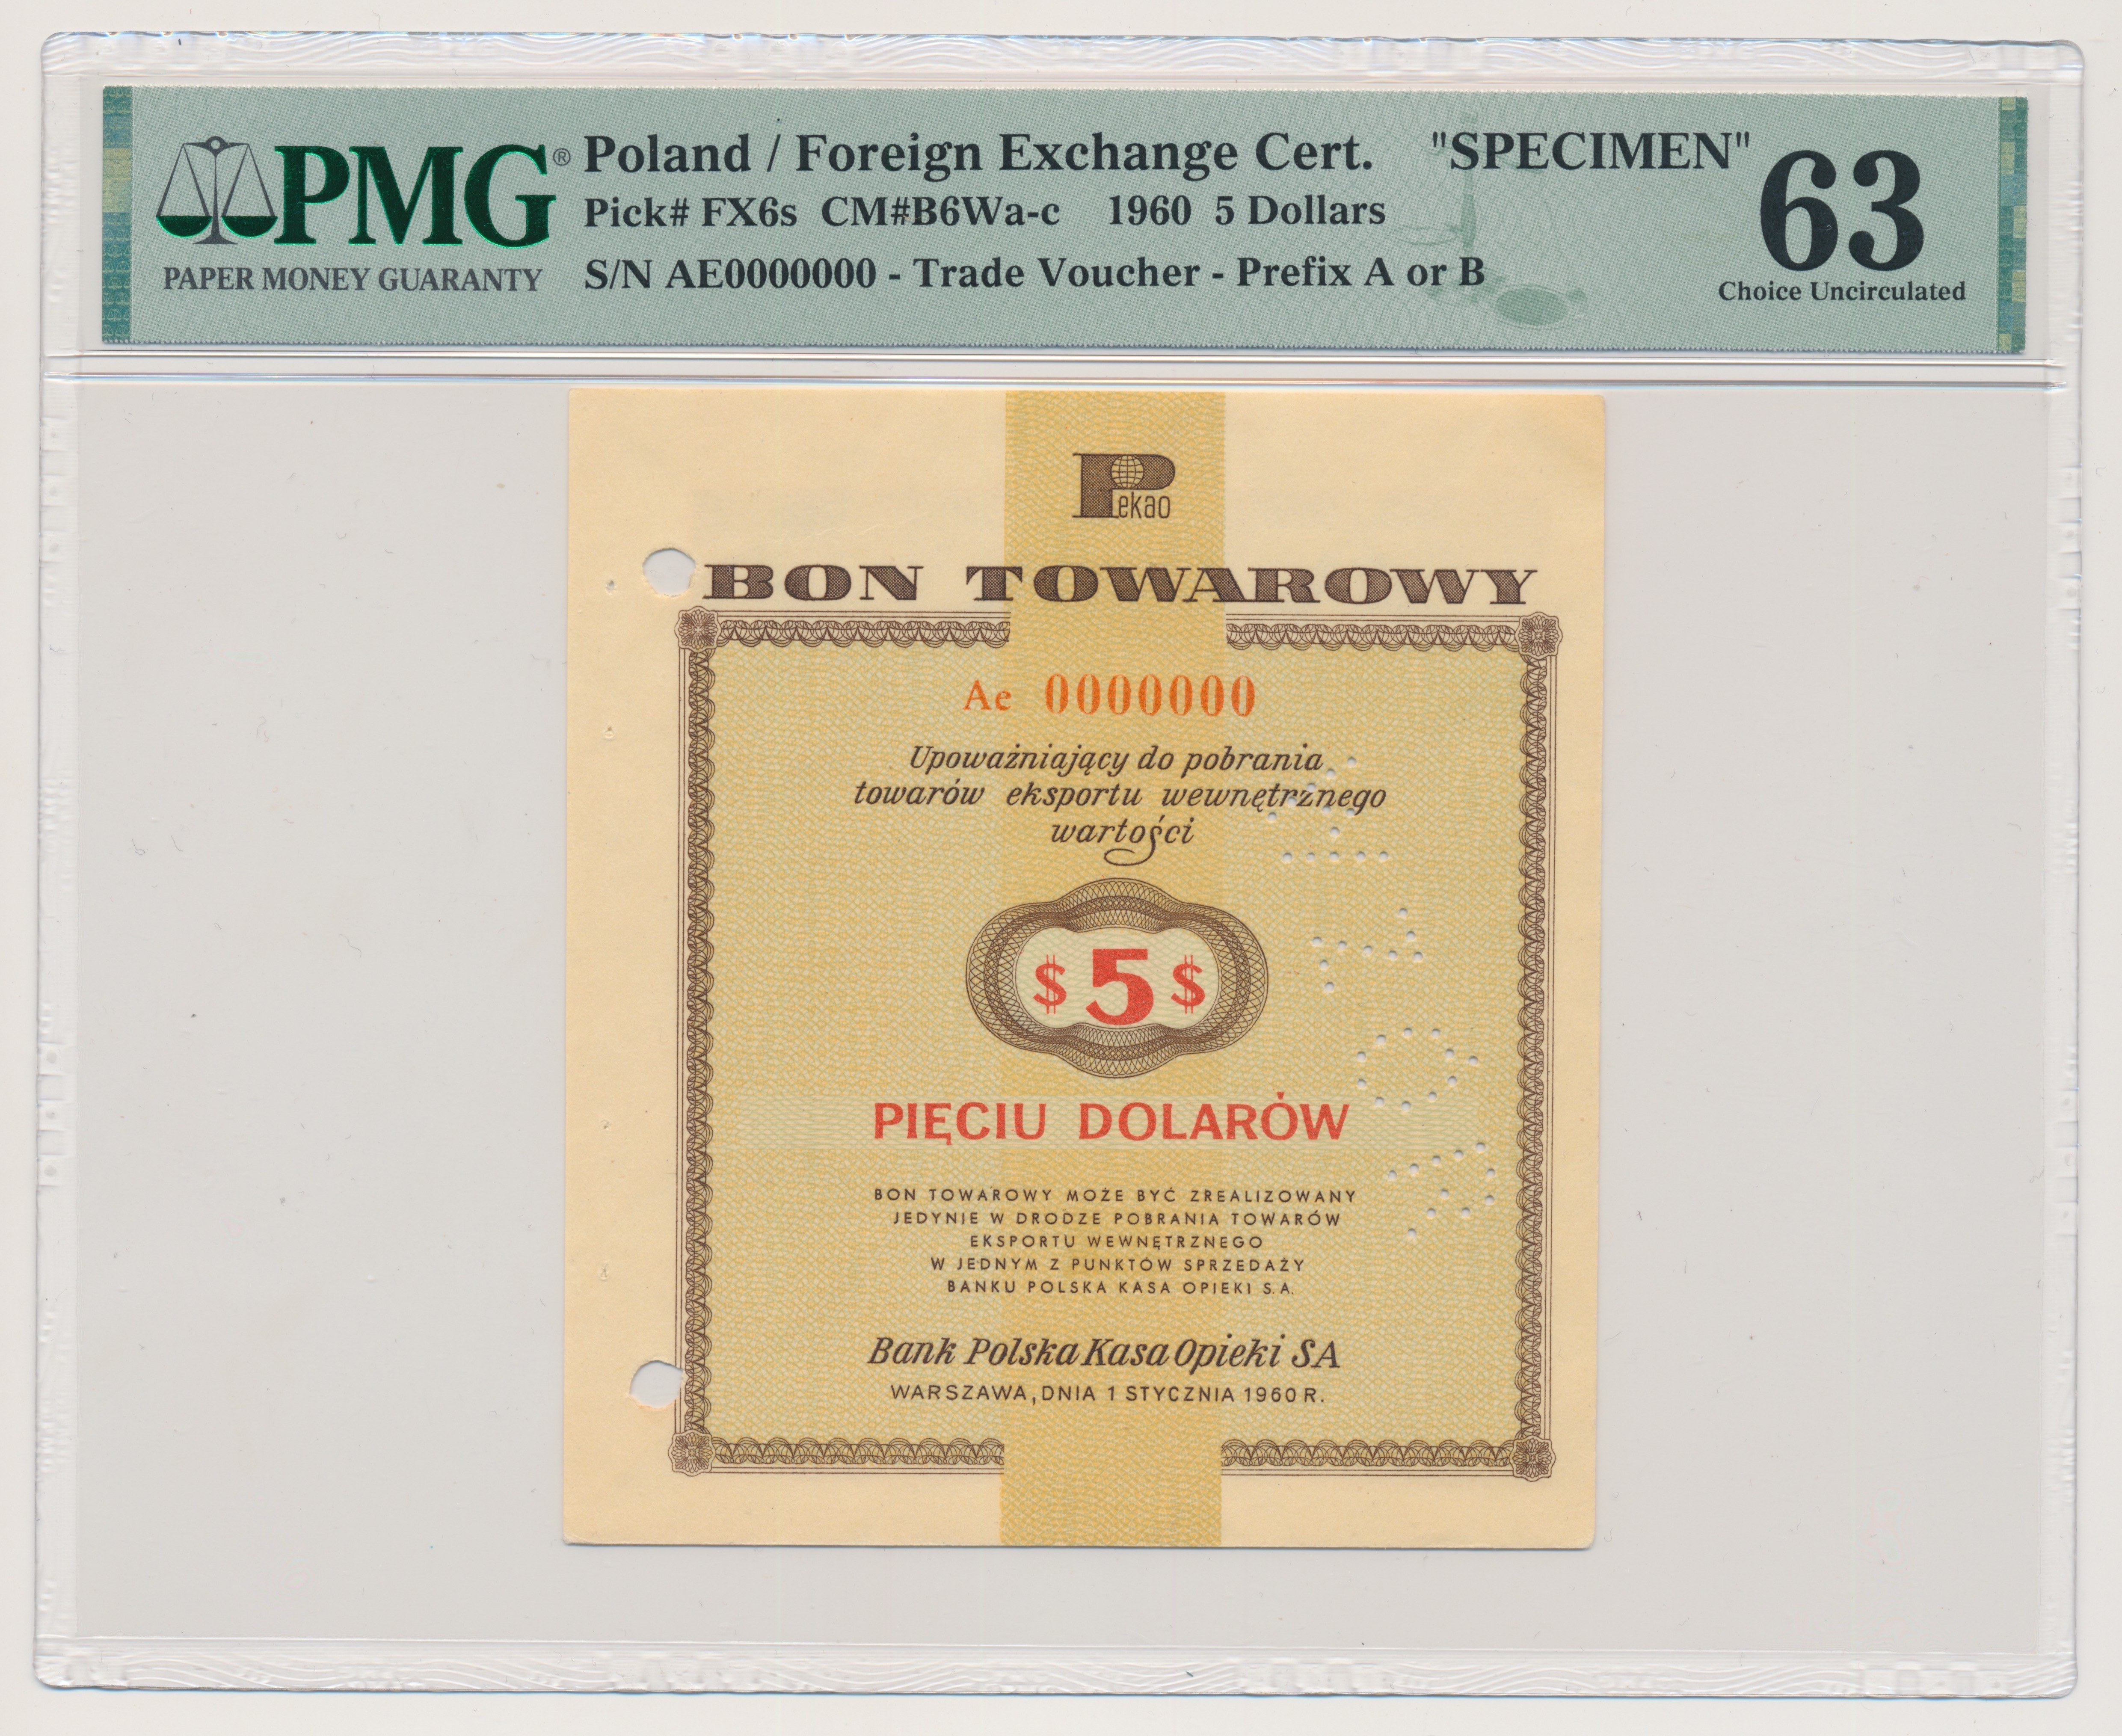 PMG® Poland / Foreign Exchange Cert. "SPECIMEN" 63
Pick# FX6s CM#B6Wa-c 1960 5 Dollars
PAPER MONEY GUARANTY S/N AE0000000 - Trade Voucher - Prefix A or B
Choice Uncirculated
Pekao
BON TOWAROWY
Ae 0000000
Upoważniający do pobrania
towarów eksportu wewnętrznego
wartości
$ 5 $
PIĘCIU DOLARÓW
BON TOWAROWY MOŻE BYĆ ZREALIZOWANY
JEDYNIE W DRODZE POBRANIA TOWARÓW
EKSPORTU WEWNĘTRZNEGO
W JEDNYM Z PUNKTÓW SPRZEDAŻY
BANKU POLSKA KASA OPIEKI S.A.
Bank Polska Kasa Opieki SA
WARSZAWA, DNIA 1 STYCZNIA 1960 R.